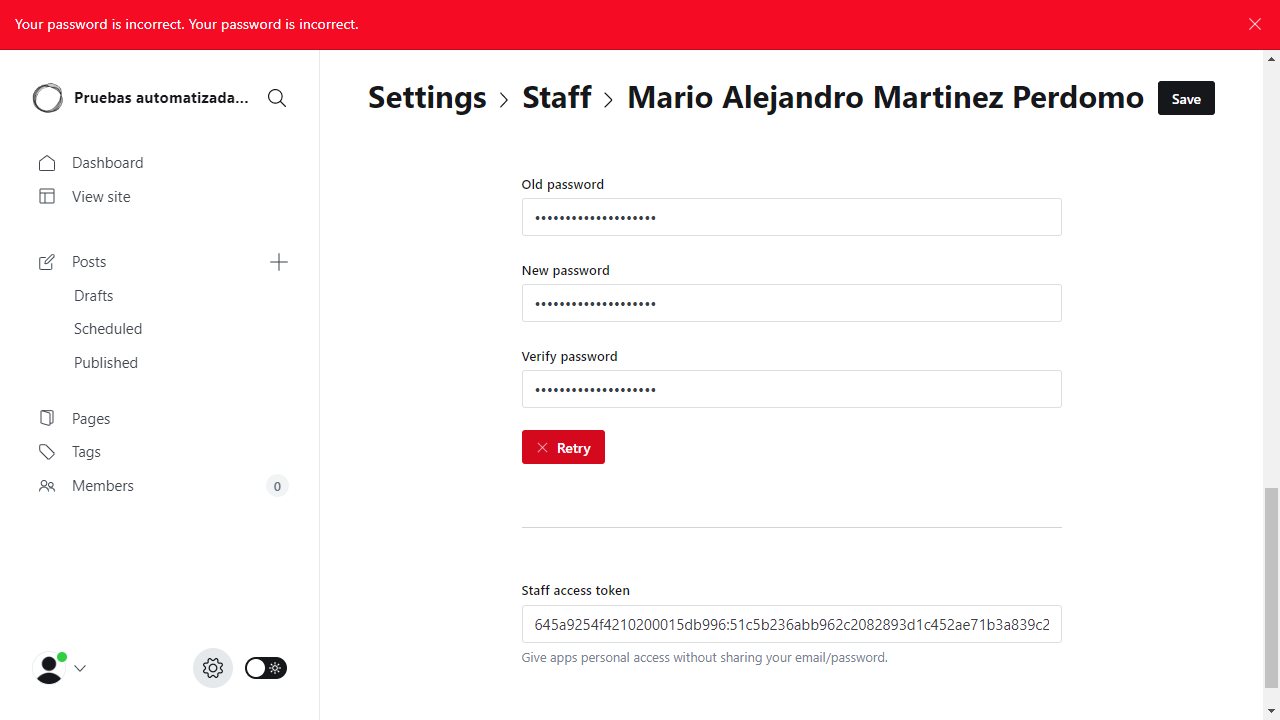 Your password is incorrect. Your password is incorrect.
Pruebas automatizada...
Settings
Staff
Mario Alejandro Martinez Perdomo
Save
Dashboard
View site
Posts
Drafts
Scheduled
Published
Pages
Tags
Members
0
Old password
••••••••••••••••••••
New password
••••••••••••••••••••
Verify password
••••••••••••••••••••
Retry
Staff access token
645a9254f4210200015db996:51c5b236abb962c2082893d1c452ae71b3a839c2
Give apps personal access without sharing your email/password.